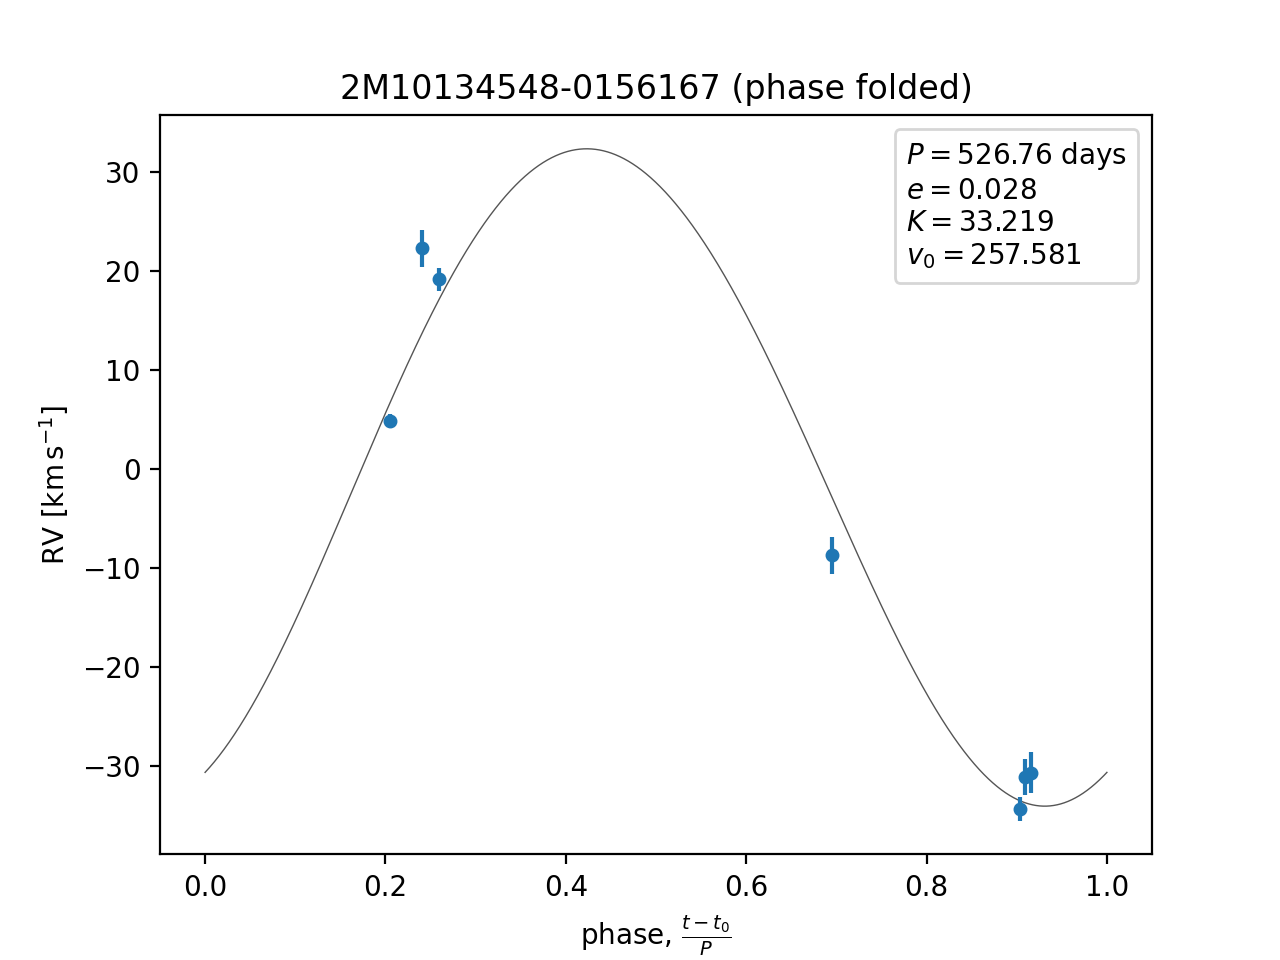 2M10134548-0156167 (phase folded)
P = 526.76 days
e = 0.028
K = 33.219
v₀ = 257.581
30
20
10
0
−10
−20
−30
RV [km s⁻¹]
0.0 0.2 0.4 0.6 0.8 1.0
phase, (t − t₀)/P